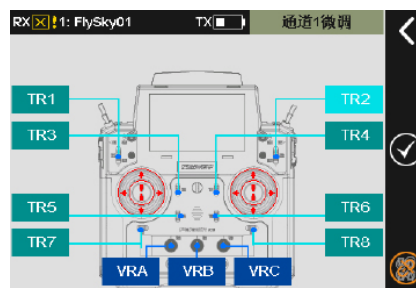 RX 1: FlySky01 TX 通道1微调
TR1 TR2
TR3 TR4
TR5 TR6
TR7 TR8
VRA VRB VRC